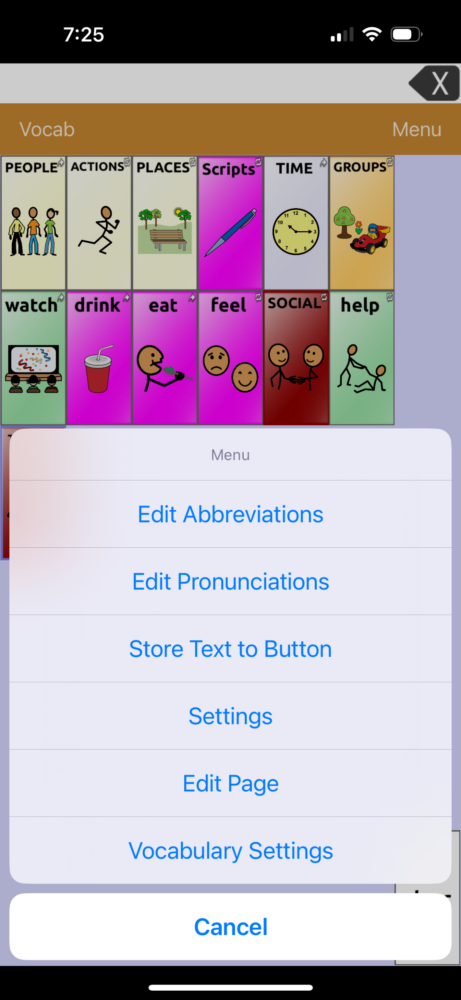 7:25
X
Vocab Menu
PEOPLE ACTIONS PLACES Scripts TIME GROUPS
12
11 1
10 2
9 3
8 4
7 5
6
watch drink eat feel SOCIAL help
Menu
Edit Abbreviations
Edit Pronunciations
Store Text to Button
Settings
Edit Page
Vocabulary Settings
Cancel